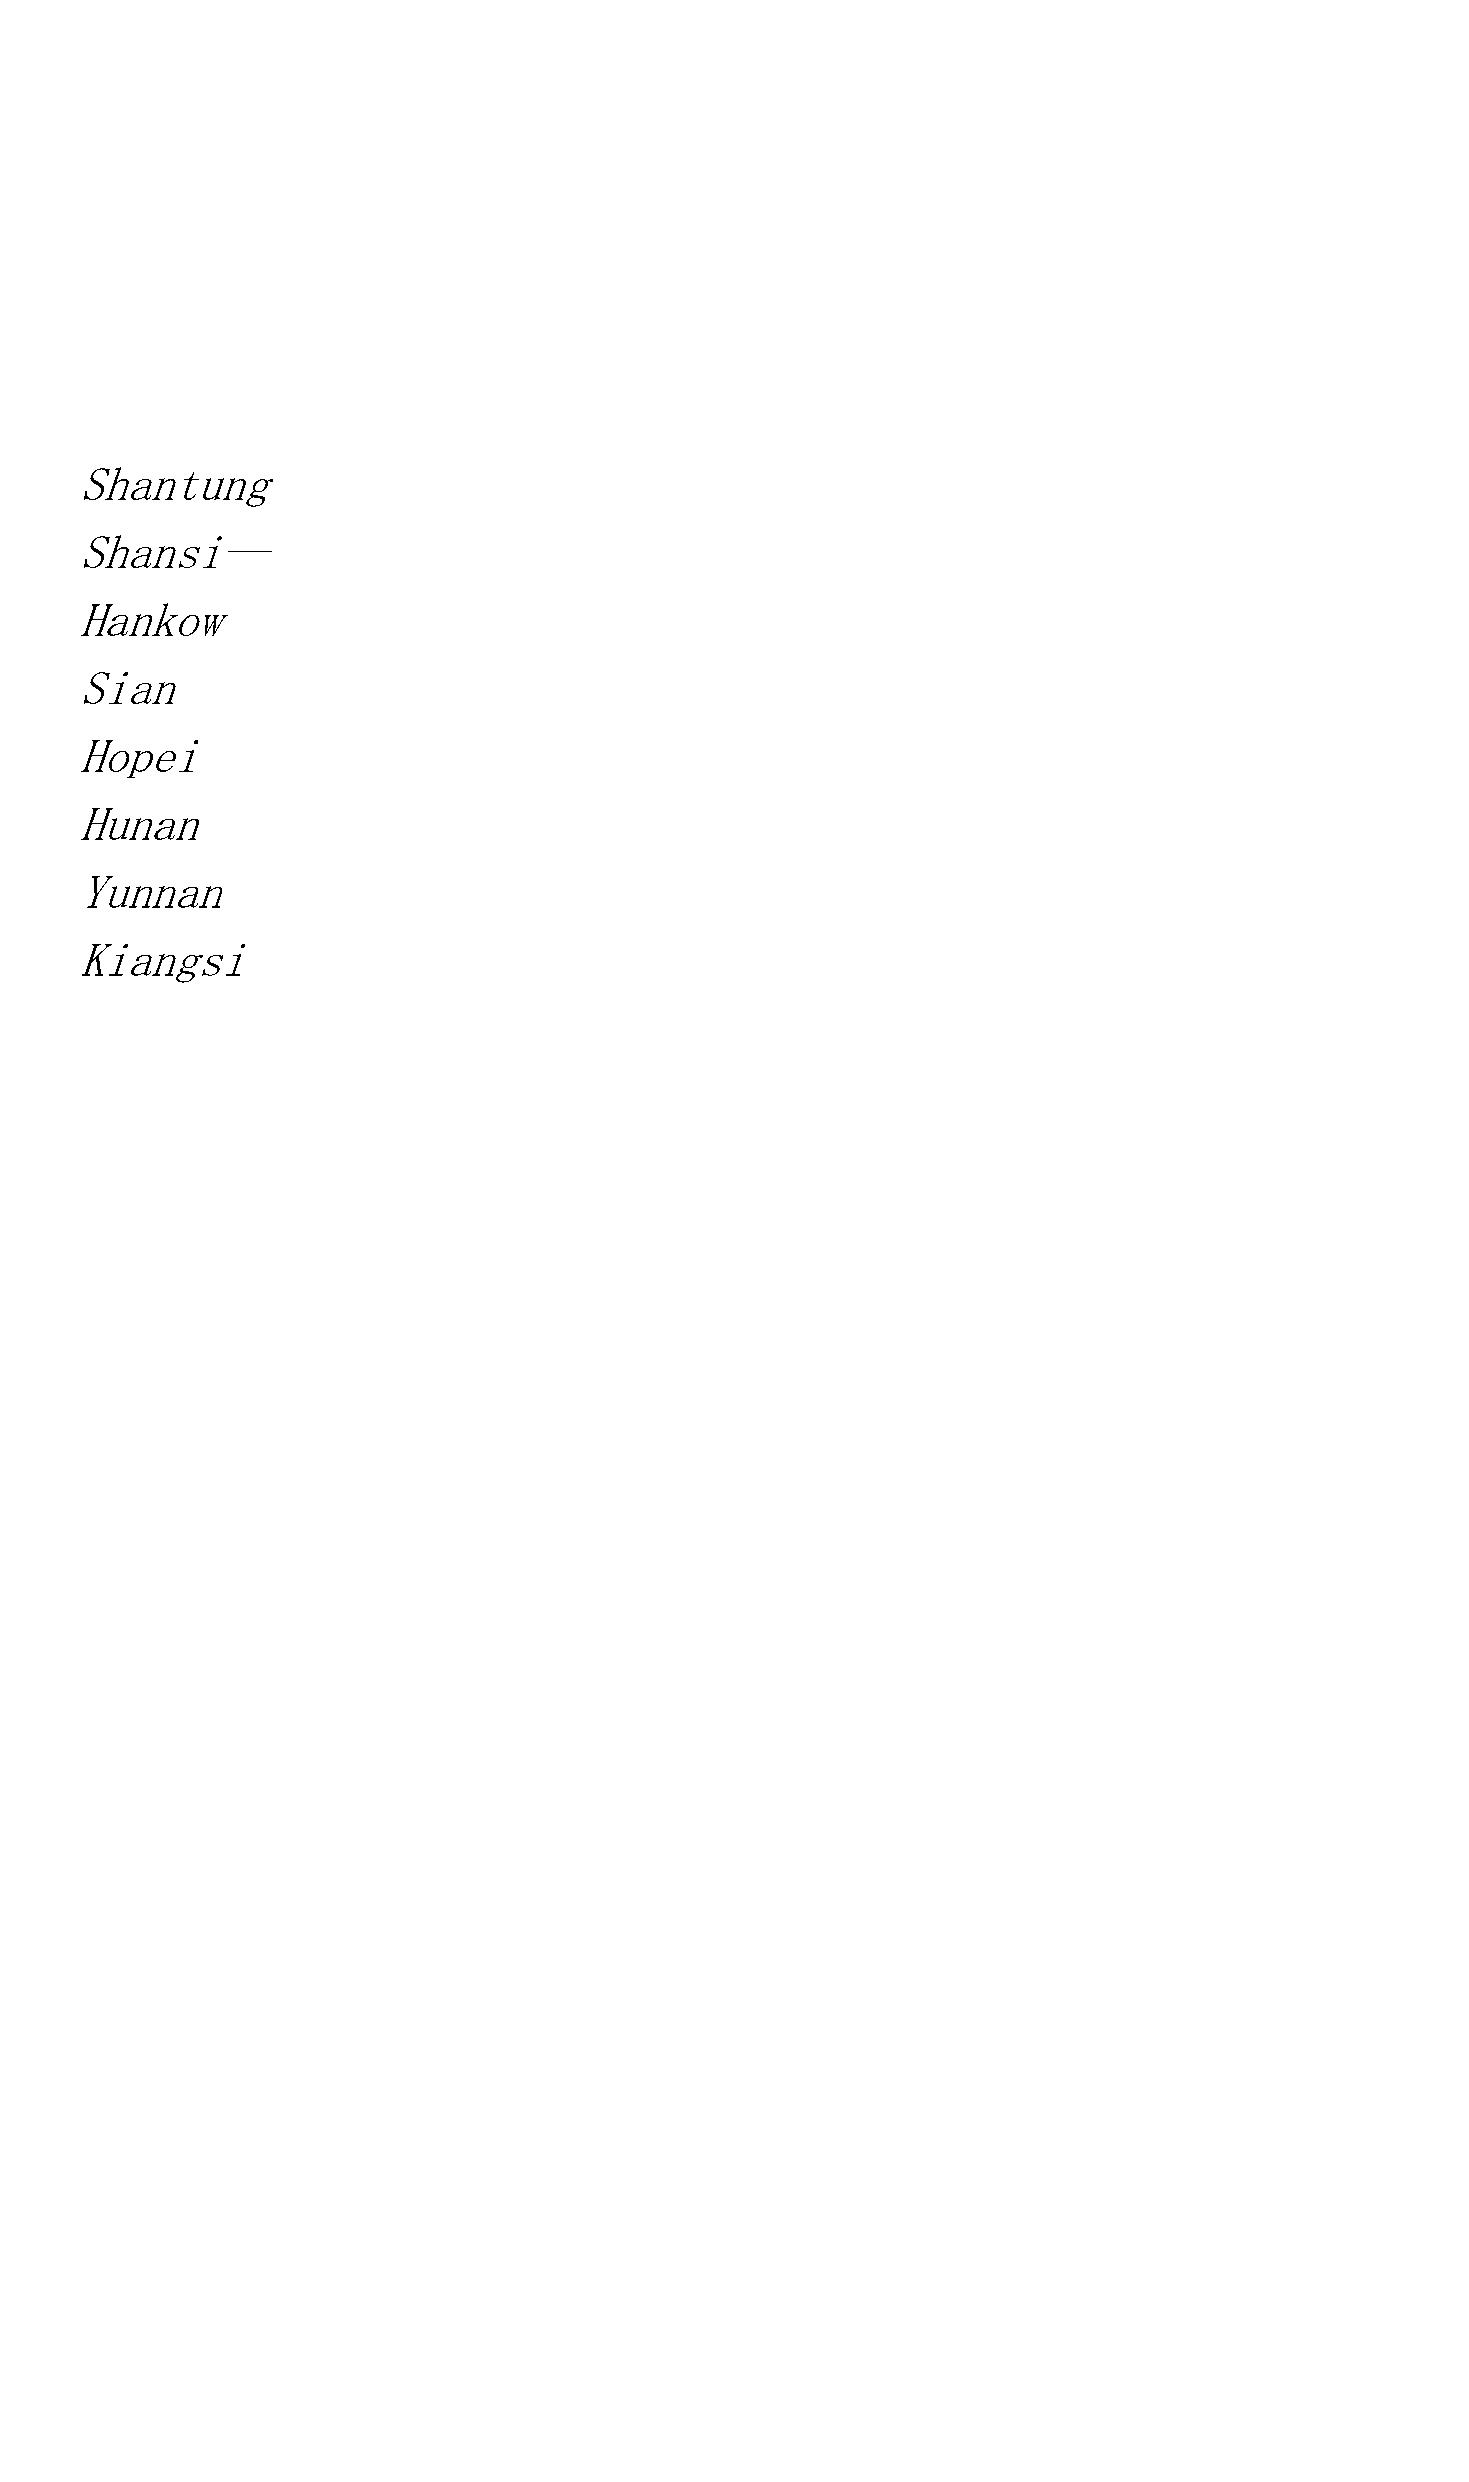 Shantung
Shansi—
Hankow
Sian
Hopei
Hunan
Yunnan
Kiangsi